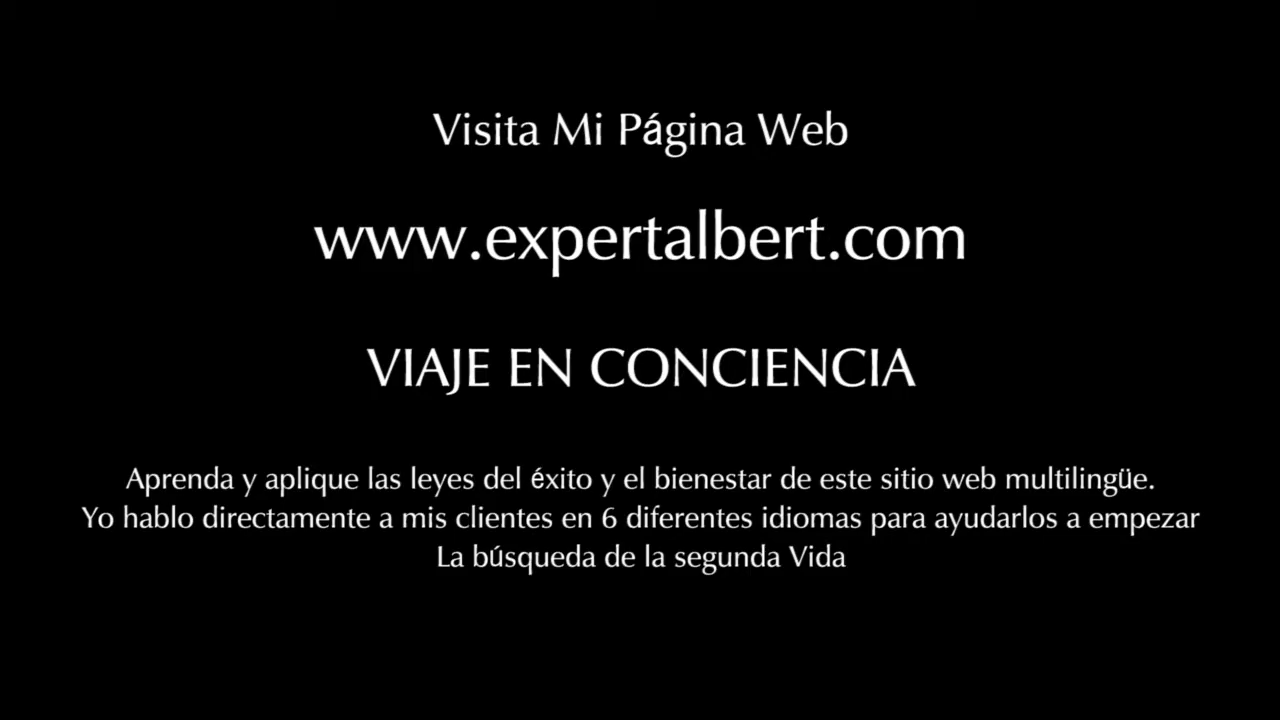 Visita Mi Página Web
www.expertalbert.com
VIAJE EN CONCIENCIA
Aprenda y aplique las leyes del éxito y el bienestar de este sitio web multilingüe.
Yo hablo directamente a mis clientes en 6 diferentes idiomas para ayudarlos a empezar
La búsqueda de la segunda Vida